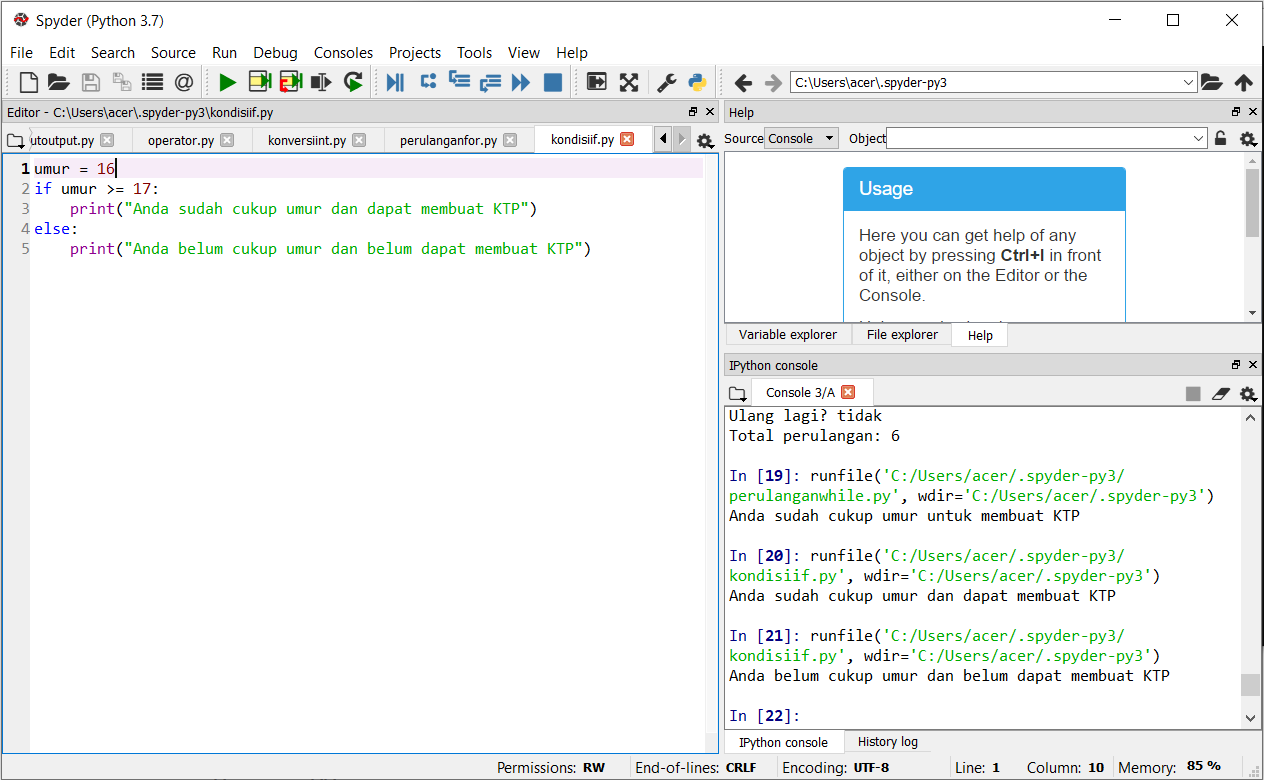 Spyder (Python 3.7)
File Edit Search Source Run Debug Consoles Projects Tools View Help
C:\Users\acer\.spyder-py3
Editor - C:\Users\acer\.spyder-py3\kondisiif.py
utoutput.py operator.py konversiint.py perulanganfor.py kondisiif.py
1 umur = 16
2 if umur >= 17:
3 print("Anda sudah cukup umur dan dapat membuat KTP")
4 else:
5 print("Anda belum cukup umur dan belum dapat membuat KTP")
Help
Source Console Object
Usage
Here you can get help of any
object by pressing Ctrl+I in front
of it, either on the Editor or the
Console.
Variable explorer File explorer Help
IPython console
Console 3/A
Ulang lagi? tidak
Total perulangan: 6
In [19]: runfile('C:/Users/acer/.spyder-py3/
perulanganwhile.py', wdir='C:/Users/acer/.spyder-py3')
Anda sudah cukup umur untuk membuat KTP
In [20]: runfile('C:/Users/acer/.spyder-py3/
kondisiif.py', wdir='C:/Users/acer/.spyder-py3')
Anda sudah cukup umur dan dapat membuat KTP
In [21]: runfile('C:/Users/acer/.spyder-py3/
kondisiif.py', wdir='C:/Users/acer/.spyder-py3')
Anda belum cukup umur dan belum dapat membuat KTP
In [22]:
IPython console History log
Permissions: RW End-of-lines: CRLF Encoding: UTF-8 Line: 1 Column: 10 Memory: 85 %